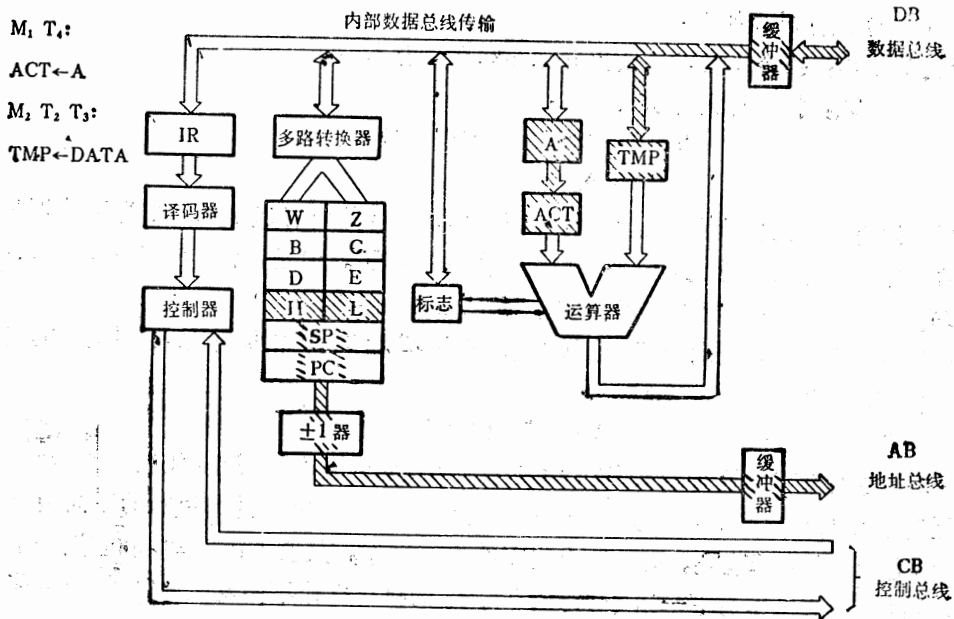 M₁ T₄:
ACT←A
M₂ T₂ T₃:
TMP←DATA
内部数据总线传输
缓冲器
DB
数据总线
IR
译码器
控制器
多路转换器
W Z
B C
D E
H L
SP
PC
±1器
A
ACT
TMP
标志
运算器
缓冲器
AB
地址总线
CB
控制总线